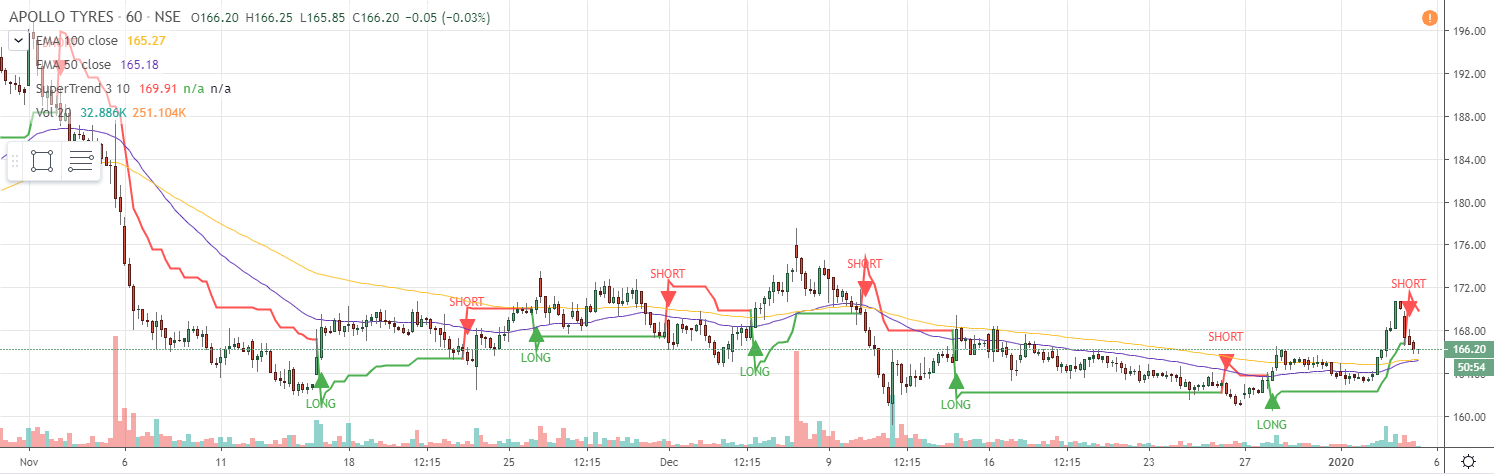 APOLLO TYRES · 60 · NSE O166.20 H166.25 L165.85 C166.20 −0.05 (−0.03%)
EMA 100 close 165.27
EMA 50 close 165.18
SuperTrend 3 10 169.91 n/a n/a
Vol 20 32.886K 251.104K
SHORT
SHORT
SHORT
SHORT
SHORT
SHORT
LONG
LONG
LONG
LONG
LONG
196.00
192.00
188.00
184.00
180.00
176.00
172.00
168.00
166.20
50:54
164.00
160.00
Nov 6 11 18 12:15 25 12:15 Dec 12:15 9 12:15 16 12:15 23 27 2020 6